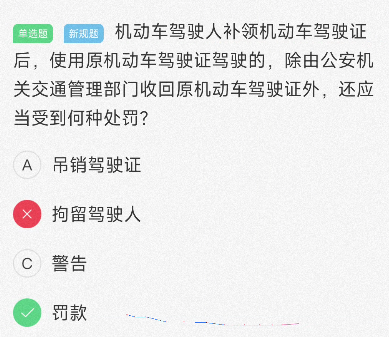 单选题 新规题 机动车驾驶人补领机动车驾驶证
后，使用原机动车驾驶证驾驶的，除由公安机
关交通管理部门收回原机动车驾驶证外，还应
当受到何种处罚？
A 吊销驾驶证
拘留驾驶人
C 警告
罚款